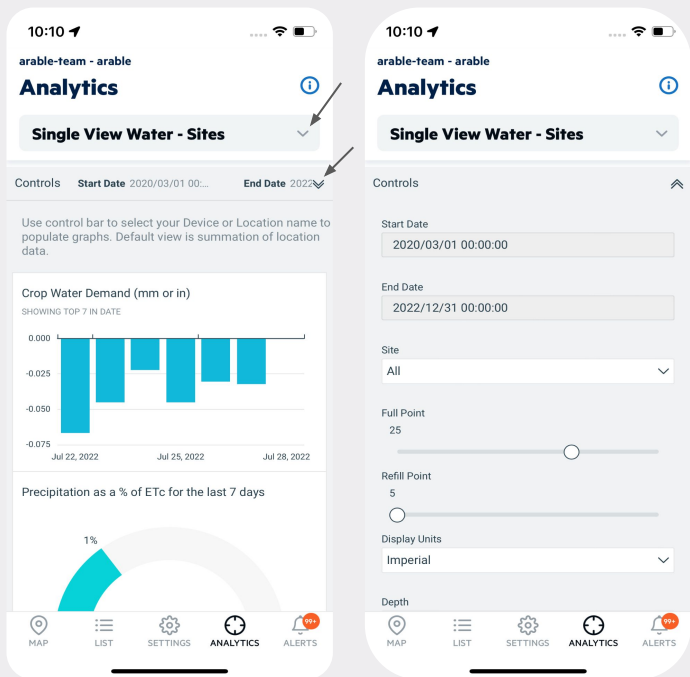 10:10
arable-team - arable
Analytics
Single View Water - Sites
Controls Start Date 2020/03/01 00:... End Date 2022
Use control bar to select your Device or Location name to
populate graphs. Default view is summation of location
data.
Crop Water Demand (mm or in)
SHOWING TOP 7 IN DATE
0.000
-0.025
-0.050
-0.075
Jul 22, 2022 Jul 25, 2022 Jul 28, 2022
Precipitation as a % of ETc for the last 7 days
1%
99+
MAP LIST SETTINGS ANALYTICS ALERTS
10:10
arable-team - arable
Analytics
Single View Water - Sites
Controls
Start Date
2020/03/01 00:00:00
End Date
2022/12/31 00:00:00
Site
All
Full Point
25
Refill Point
5
Display Units
Imperial
Depth
99+
MAP LIST SETTINGS ANALYTICS ALERTS